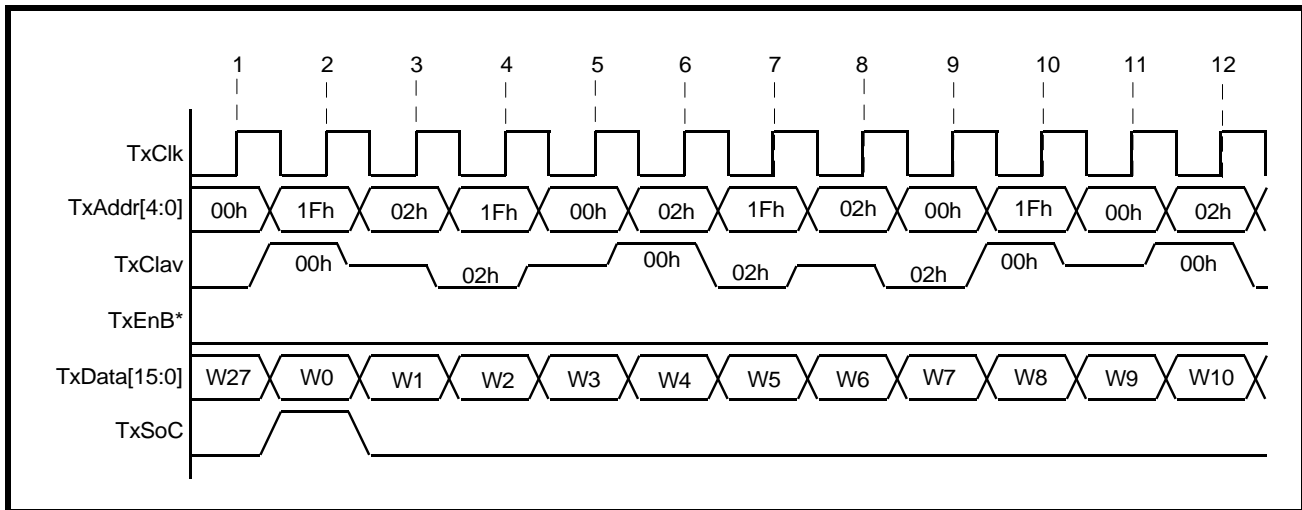 1 2 3 4 5 6 7 8 9 10 11 12
TxClk
TxAddr[4:0] 00h 1Fh 02h 1Fh 00h 02h 1Fh 02h 00h 1Fh 00h 02h
TxClav 00h 02h 00h 02h 02h 00h 00h
TxEnB*
TxData[15:0] W27 W0 W1 W2 W3 W4 W5 W6 W7 W8 W9 W10
TxSoC